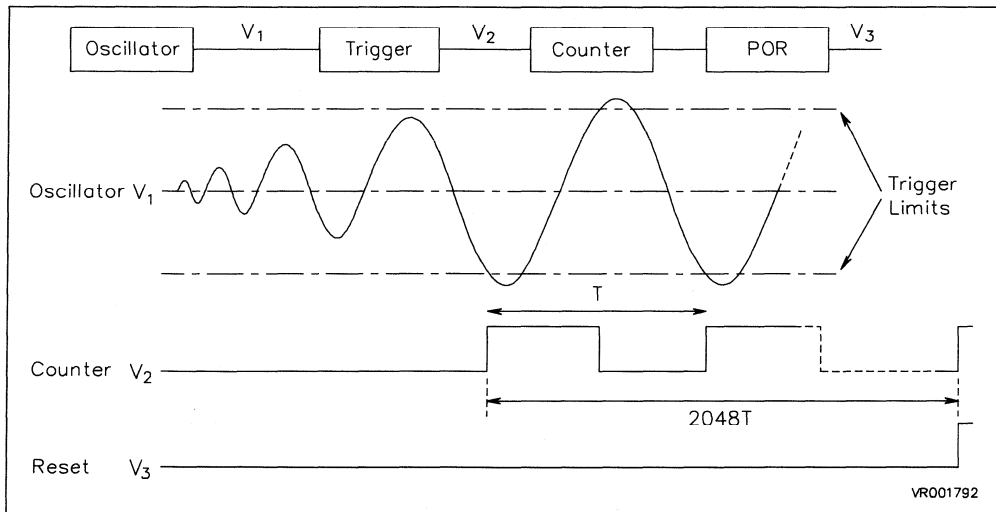 V1 V2 V3
Oscillator Trigger Counter POR
Oscillator V1
Trigger
Limits
T
Counter V2
2048T
Reset V3
VR001792